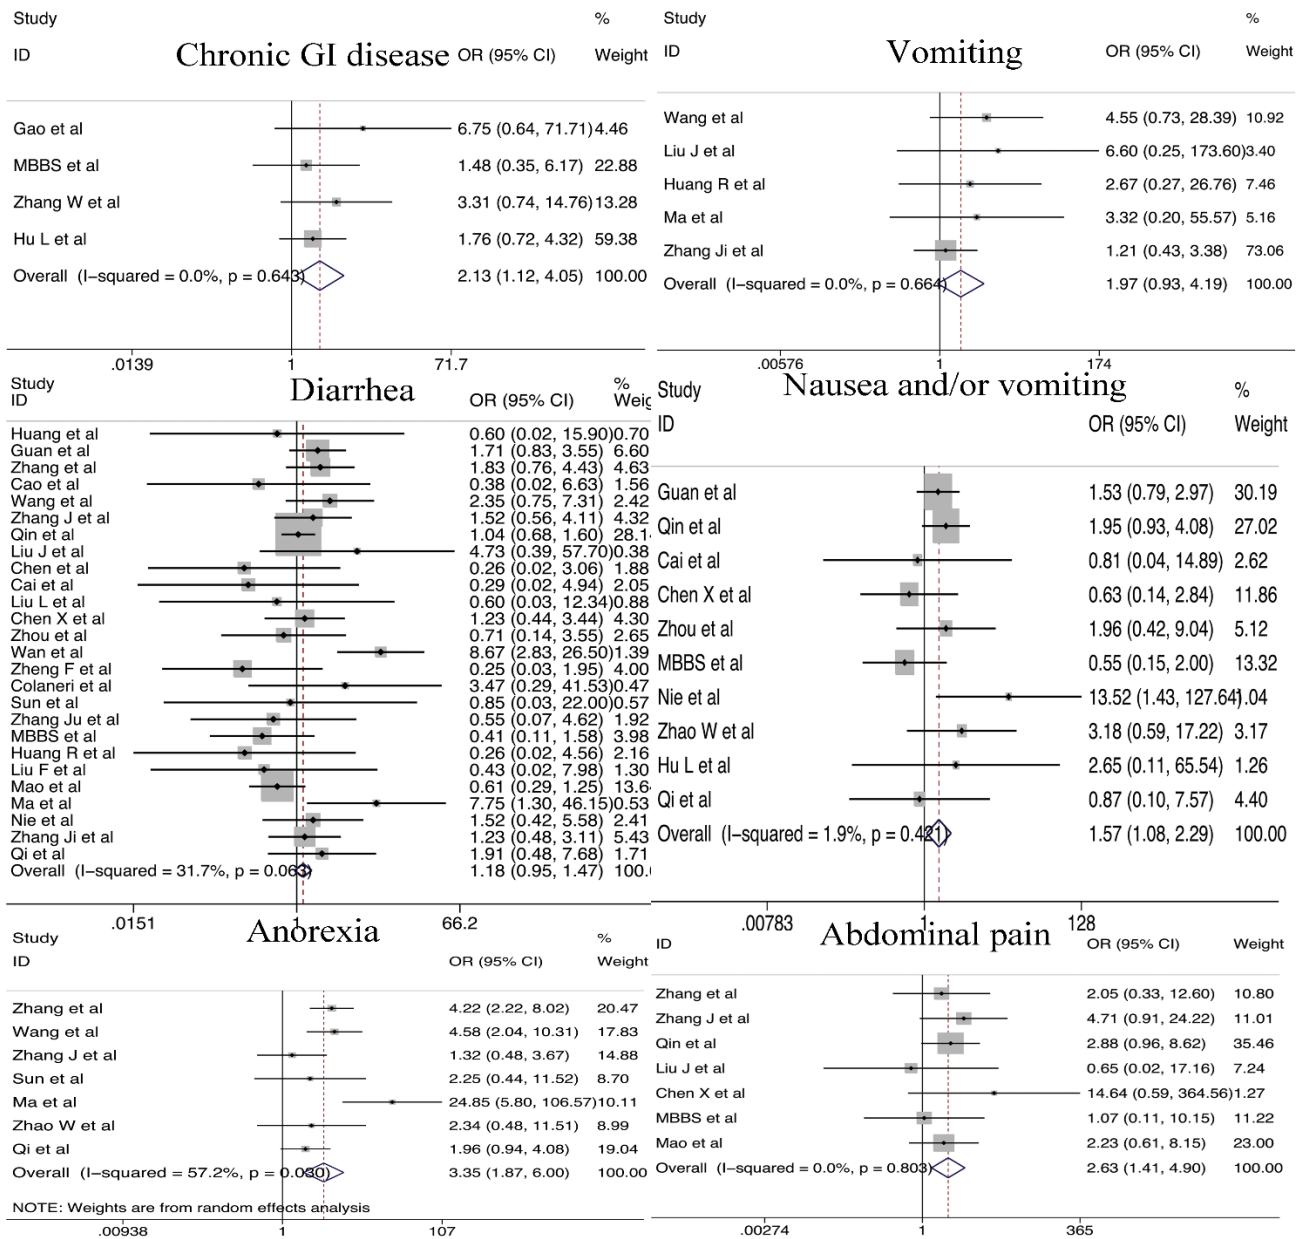 Study %
ID Chronic GI disease OR (95% CI) Weight
Gao et al 6.75 (0.64, 71.71) 4.46
MBBS et al 1.48 (0.35, 6.17) 22.88
Zhang W et al 3.31 (0.74, 14.76) 13.28
Hu L et al 1.76 (0.72, 4.32) 59.38
Overall (I-squared = 0.0%, p = 0.643) 2.13 (1.12, 4.05) 100.00
.0139 1 71.7
Study %
ID Vomiting OR (95% CI) Weight
Wang et al 4.55 (0.73, 28.39) 10.92
Liu J et al 6.60 (0.25, 173.60) 3.40
Huang R et al 2.67 (0.27, 26.76) 7.46
Ma et al 3.32 (0.20, 55.57) 5.16
Zhang Ji et al 1.21 (0.43, 3.38) 73.06
Overall (I-squared = 0.0%, p = 0.664) 1.97 (0.93, 4.19) 100.00
.00576 1 174
Study Diarrhea %
ID OR (95% CI) Weig
Huang et al 0.60 (0.02, 15.90) 0.70
Guan et al 1.71 (0.83, 3.55) 6.60
Zhang et al 1.83 (0.76, 4.43) 4.63
Cao et al 0.38 (0.02, 6.63) 1.56
Wang et al 2.35 (0.75, 7.31) 2.42
Zhang J et al 1.52 (0.56, 4.11) 4.32
Qin et al 1.04 (0.68, 1.60) 28.1
Liu J et al 4.73 (0.39, 57.70) 0.38
Chen et al 0.26 (0.02, 3.06) 1.88
Cai et al 0.29 (0.02, 4.94) 2.05
Liu L et al 0.60 (0.03, 12.34) 0.88
Chen X et al 1.23 (0.44, 3.44) 4.30
Zhou et al 0.71 (0.14, 3.55) 2.65
Wan et al 8.67 (2.83, 26.50) 1.39
Zheng F et al 0.25 (0.03, 1.95) 4.00
Colaneri et al 3.47 (0.29, 41.53) 0.47
Sun et al 0.85 (0.03, 22.00) 0.57
Zhang Ju et al 0.55 (0.07, 4.62) 1.92
MBBS et al 0.41 (0.11, 1.58) 3.98
Huang R et al 0.26 (0.02, 4.56) 2.16
Liu F et al 0.43 (0.02, 7.98) 1.30
Mao et al 0.61 (0.29, 1.25) 13.6
Ma et al 7.75 (1.30, 46.15) 0.53
Nie et al 1.52 (0.42, 5.58) 2.41
Zhang Ji et al 1.23 (0.48, 3.11) 5.43
Qi et al 1.91 (0.48, 7.68) 1.71
Overall (I-squared = 31.7%, p = 0.063) 1.18 (0.95, 1.47) 100.
.0151 1 66.2
Study Nausea and/or vomiting %
ID OR (95% CI) Weight
Guan et al 1.53 (0.79, 2.97) 30.19
Qin et al 1.95 (0.93, 4.08) 27.02
Cai et al 0.81 (0.04, 14.89) 2.62
Chen X et al 0.63 (0.14, 2.84) 11.86
Zhou et al 1.96 (0.42, 9.04) 5.12
MBBS et al 0.55 (0.15, 2.00) 13.32
Nie et al 13.52 (1.43, 127.64) 1.04
Zhao W et al 3.18 (0.59, 17.22) 3.17
Hu L et al 2.65 (0.11, 65.54) 1.26
Qi et al 0.87 (0.10, 7.57) 4.40
Overall (I-squared = 1.9%, p = 0.421) 1.57 (1.08, 2.29) 100.00
.00783 1 128
Study Anorexia %
ID OR (95% CI) Weight
Zhang et al 4.22 (2.22, 8.02) 20.47
Wang et al 4.58 (2.04, 10.31) 17.83
Zhang J et al 1.32 (0.48, 3.67) 14.88
Sun et al 2.25 (0.44, 11.52) 8.70
Ma et al 24.85 (5.80, 106.57) 10.11
Zhao W et al 2.34 (0.48, 11.51) 8.99
Qi et al 1.96 (0.94, 4.08) 19.04
Overall (I-squared = 57.2%, p = 0.030) 3.35 (1.87, 6.00) 100.00
NOTE: Weights are from random effects analysis
.00938 1 107
ID Abdominal pain OR (95% CI) Weight
Zhang et al 2.05 (0.33, 12.60) 10.80
Zhang J et al 4.71 (0.91, 24.22) 11.01
Qin et al 2.88 (0.96, 8.62) 35.46
Liu J et al 0.65 (0.02, 17.16) 7.24
Chen X et al 14.64 (0.59, 364.56) 1.27
MBBS et al 1.07 (0.11, 10.15) 11.22
Mao et al 2.23 (0.61, 8.15) 23.00
Overall (I-squared = 0.0%, p = 0.803) 2.63 (1.41, 4.90) 100.00
.00274 1 365